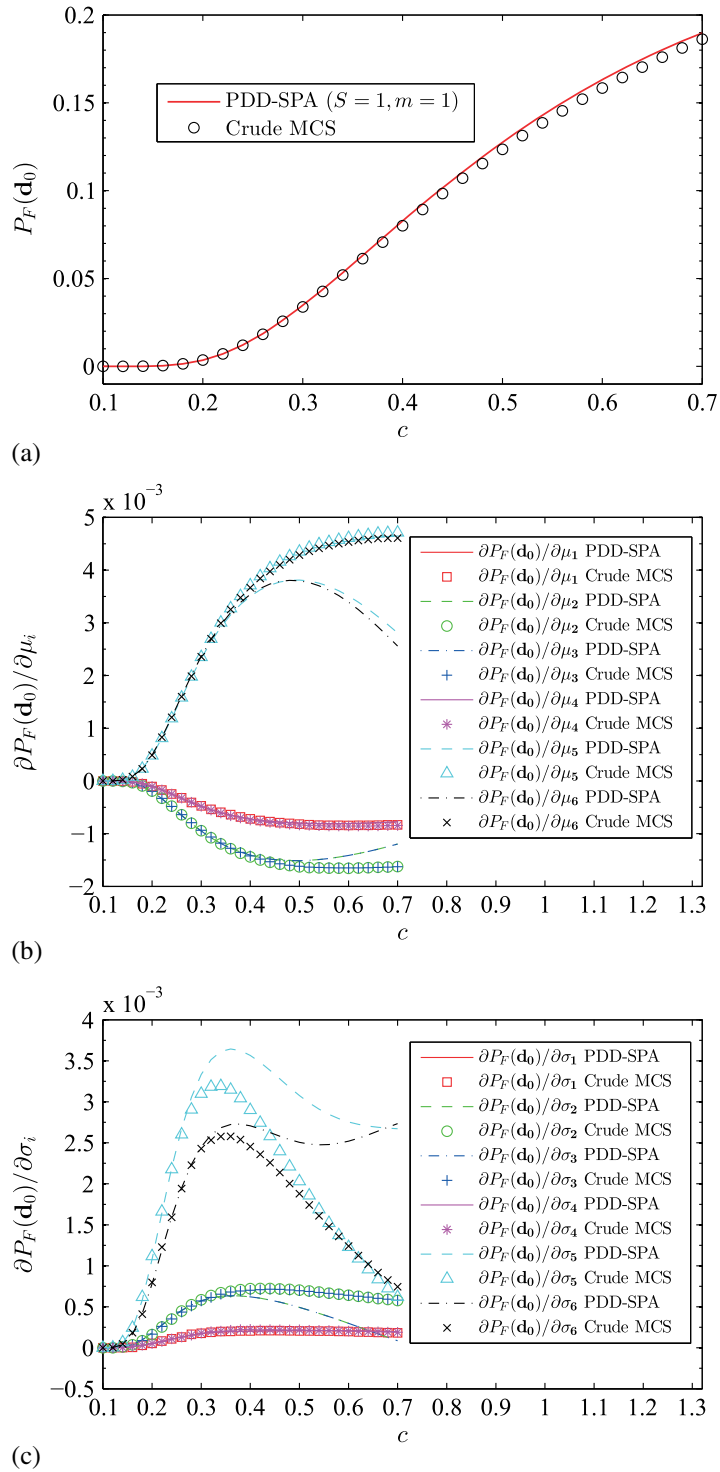 0.2
0.15
0.1
0.05
0
P_F(d_0)
PDD-SPA (S = 1, m = 1)
Crude MCS
0.1 0.2 0.3 0.4 0.5 0.6 0.7
c
(a)
x 10^−3
5
4
3
2
1
0
−1
−2
∂P_F(d_0)/∂μ_i
∂P_F(d_0)/∂μ_1 PDD-SPA
∂P_F(d_0)/∂μ_1 Crude MCS
∂P_F(d_0)/∂μ_2 PDD-SPA
∂P_F(d_0)/∂μ_2 Crude MCS
∂P_F(d_0)/∂μ_3 PDD-SPA
∂P_F(d_0)/∂μ_3 Crude MCS
∂P_F(d_0)/∂μ_4 PDD-SPA
∂P_F(d_0)/∂μ_4 Crude MCS
∂P_F(d_0)/∂μ_5 PDD-SPA
∂P_F(d_0)/∂μ_5 Crude MCS
∂P_F(d_0)/∂μ_6 PDD-SPA
∂P_F(d_0)/∂μ_6 Crude MCS
0.1 0.2 0.3 0.4 0.5 0.6 0.7 0.8 0.9 1 1.1 1.2 1.3
c
(b)
x 10^−3
4
3.5
3
2.5
2
1.5
1
0.5
0
−0.5
∂P_F(d_0)/∂σ_i
∂P_F(d_0)/∂σ_1 PDD-SPA
∂P_F(d_0)/∂σ_1 Crude MCS
∂P_F(d_0)/∂σ_2 PDD-SPA
∂P_F(d_0)/∂σ_2 Crude MCS
∂P_F(d_0)/∂σ_3 PDD-SPA
∂P_F(d_0)/∂σ_3 Crude MCS
∂P_F(d_0)/∂σ_4 PDD-SPA
∂P_F(d_0)/∂σ_4 Crude MCS
∂P_F(d_0)/∂σ_5 PDD-SPA
∂P_F(d_0)/∂σ_5 Crude MCS
∂P_F(d_0)/∂σ_6 PDD-SPA
∂P_F(d_0)/∂σ_6 Crude MCS
0.1 0.2 0.3 0.4 0.5 0.6 0.7 0.8 0.9 1 1.1 1.2 1.3
c
(c)